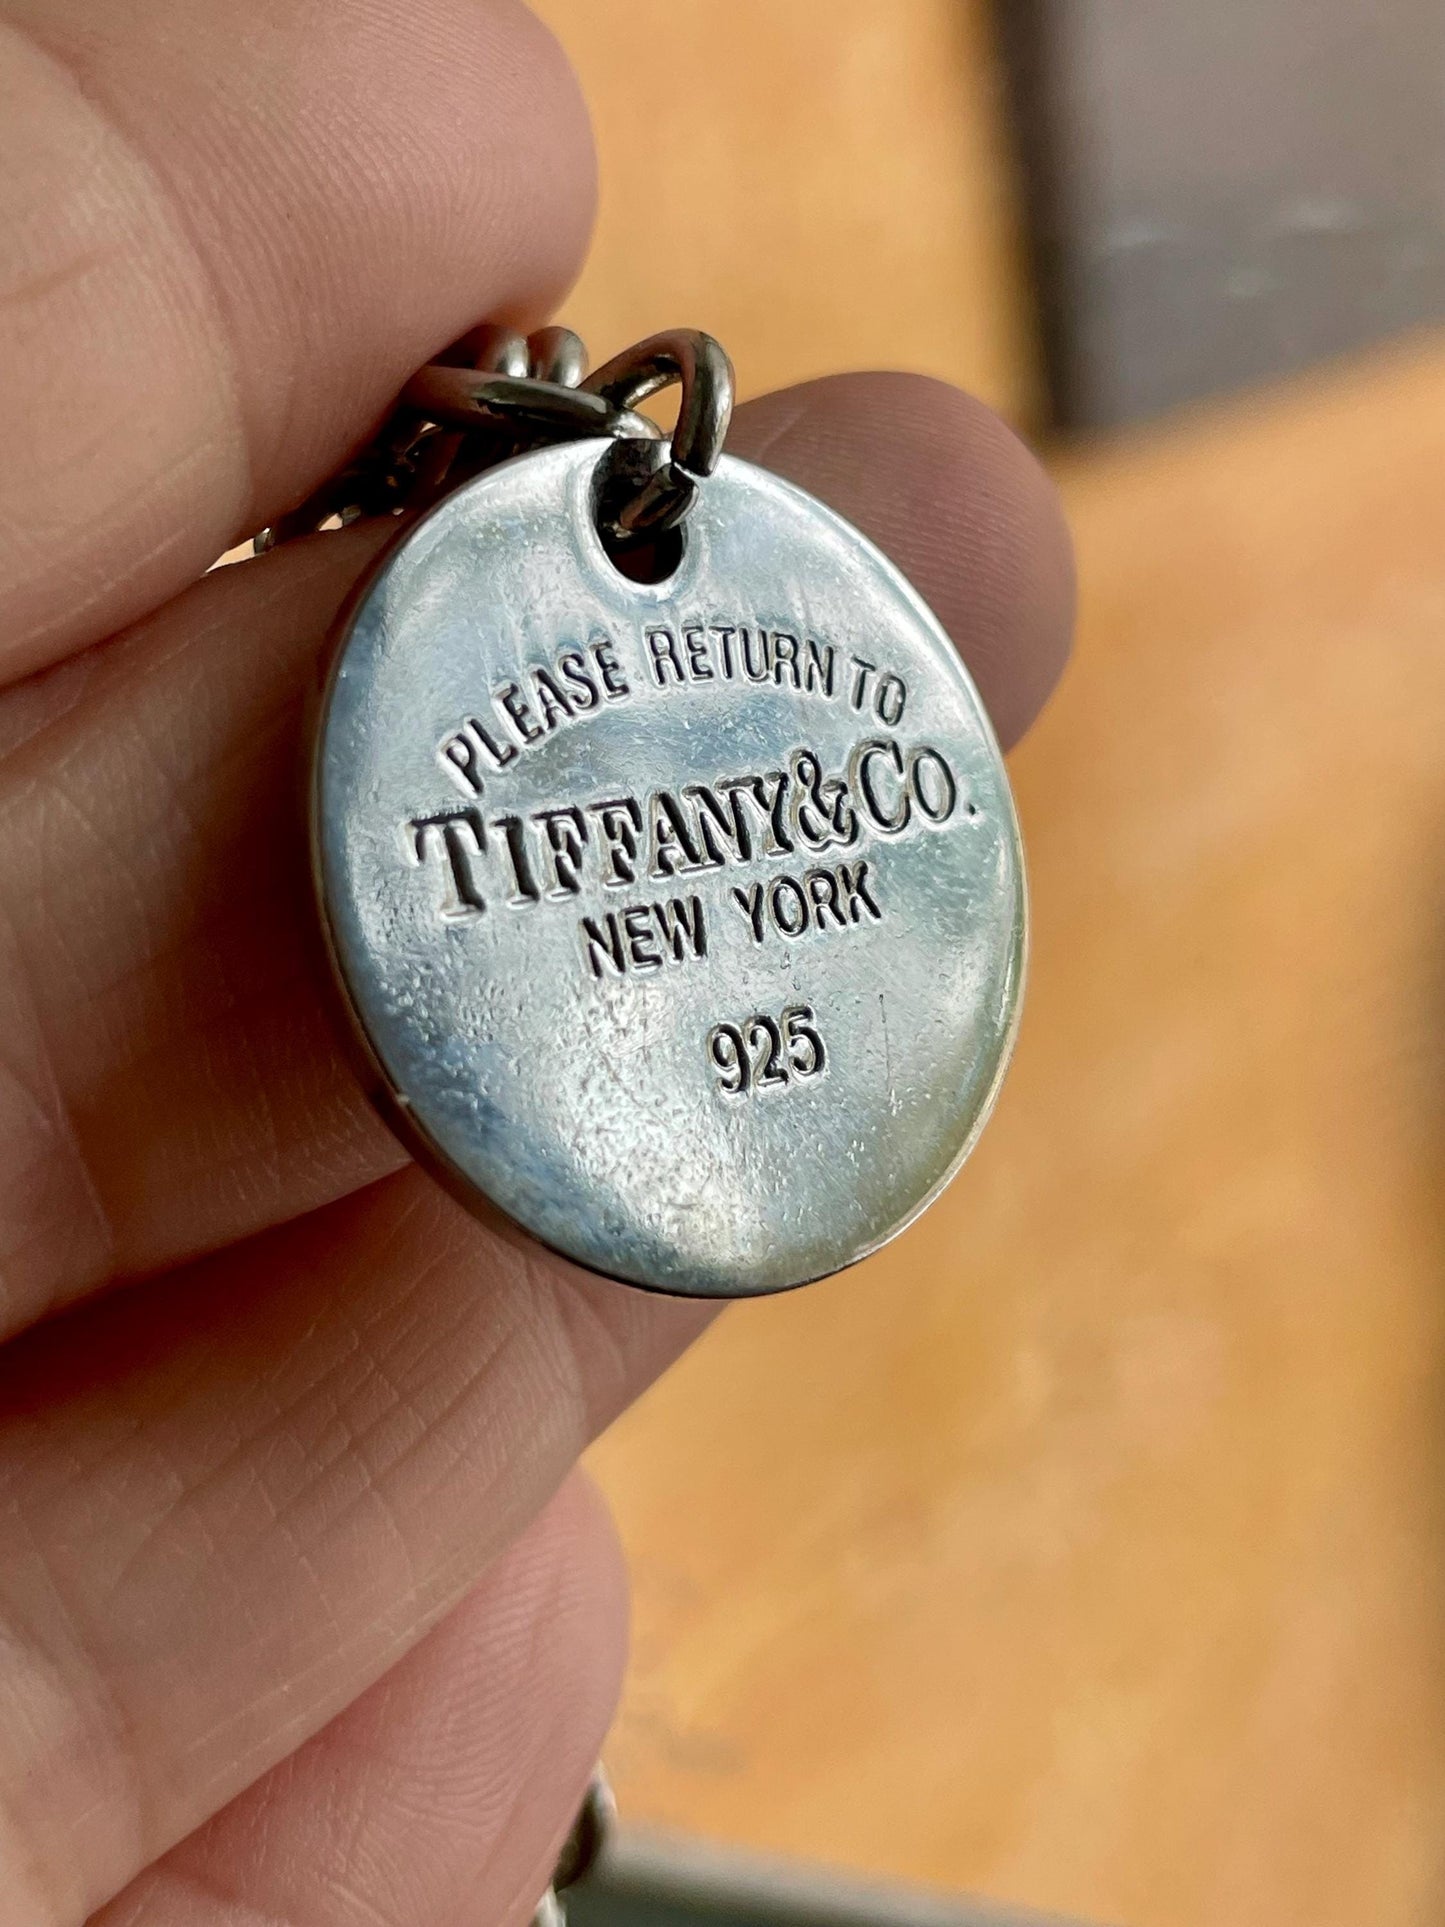 PLEASE RETURN TO
TIFFANY&CO.
NEW YORK
925